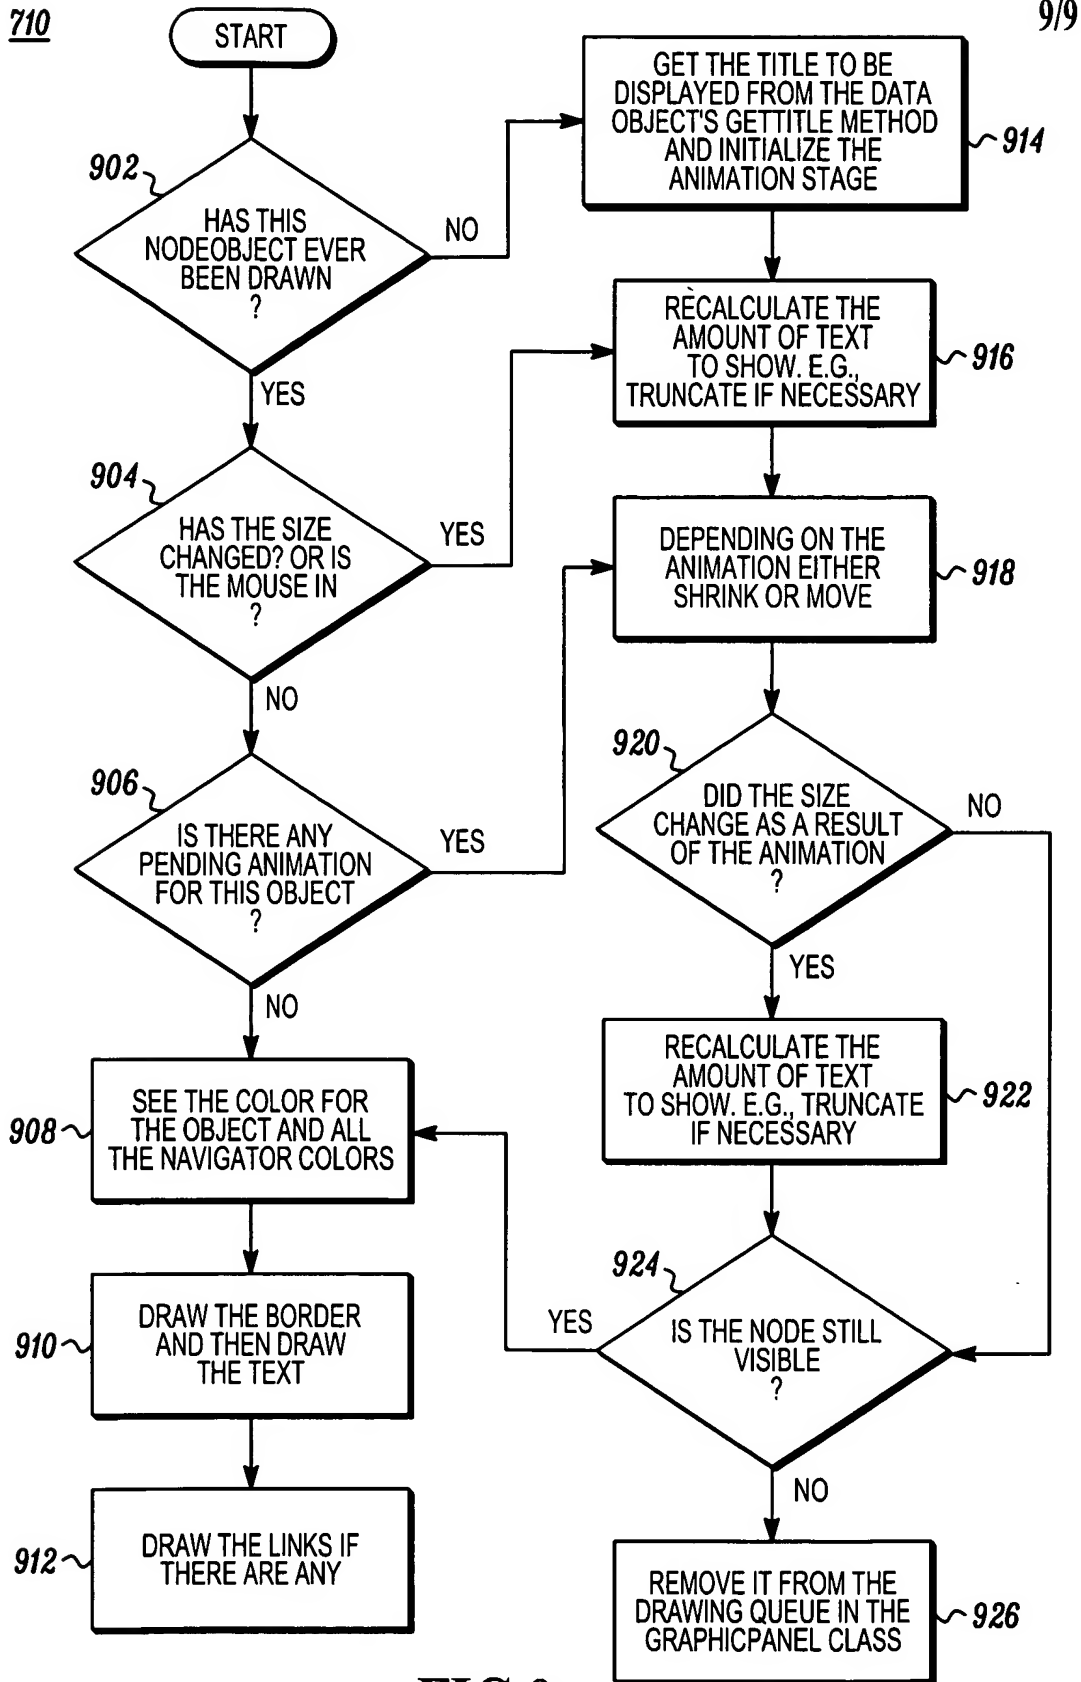 710
9/9
START
902
HAS THIS
NODEOBJECT EVER
BEEN DRAWN
?
NO
YES
904
HAS THE SIZE
CHANGED? OR IS
THE MOUSE IN
?
YES
NO
906
IS THERE ANY
PENDING ANIMATION
FOR THIS OBJECT
?
YES
NO
908
SEE THE COLOR FOR
THE OBJECT AND ALL
THE NAVIGATOR COLORS
910
DRAW THE BORDER
AND THEN DRAW
THE TEXT
912
DRAW THE LINKS IF
THERE ARE ANY
GET THE TITLE TO BE
DISPLAYED FROM THE DATA
OBJECT'S GETTITLE METHOD
AND INITIALIZE THE
ANIMATION STAGE
914
RECALCULATE THE
AMOUNT OF TEXT
TO SHOW. E.G.,
TRUNCATE IF NECESSARY
916
DEPENDING ON THE
ANIMATION EITHER
SHRINK OR MOVE
918
920
DID THE SIZE
CHANGE AS A RESULT
OF THE ANIMATION
?
NO
YES
RECALCULATE THE
AMOUNT OF TEXT
TO SHOW. E.G., TRUNCATE
IF NECESSARY
922
924
IS THE NODE STILL
VISIBLE
?
YES
NO
REMOVE IT FROM THE
DRAWING QUEUE IN THE
GRAPHICPANEL CLASS
926